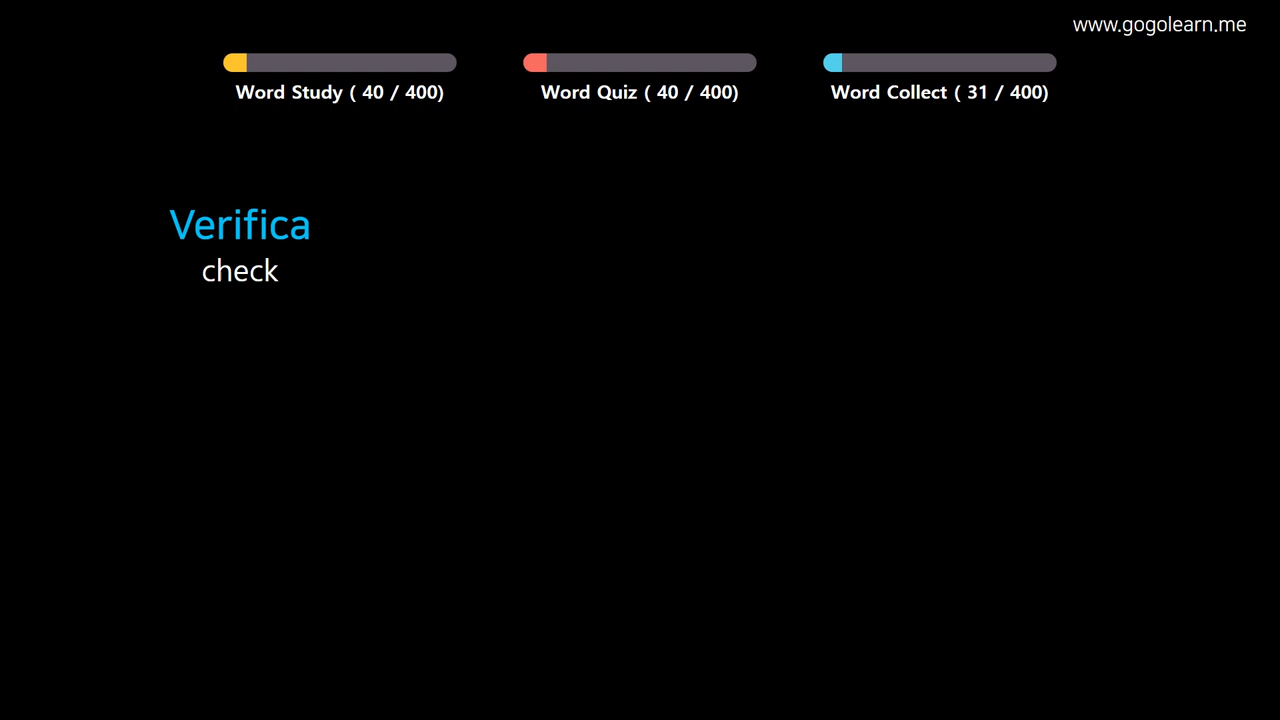 www.gogolearn.me
Word Study ( 40 / 400)
Word Quiz ( 40 / 400)
Word Collect ( 31 / 400)
Verifica
check